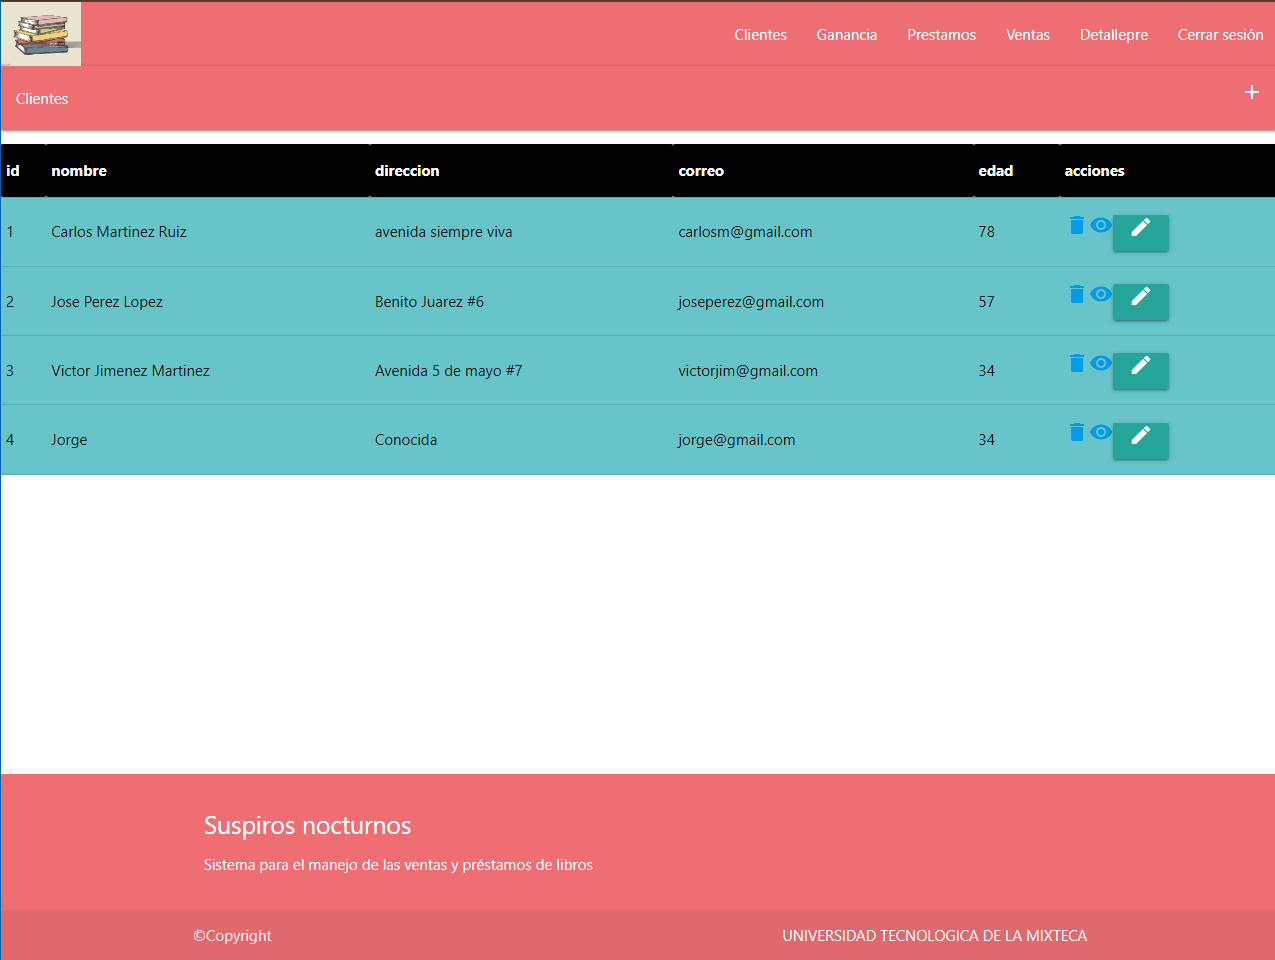 Clientes Ganancia Prestamos Ventas Detallepre Cerrar sesión
Clientes
id nombre direccion correo edad acciones
1 Carlos Martinez Ruiz avenida siempre viva carlosm@gmail.com 78
2 Jose Perez Lopez Benito Juarez #6 joseperez@gmail.com 57
3 Victor Jimenez Martinez Avenida 5 de mayo #7 victorjim@gmail.com 34
4 Jorge Conocida jorge@gmail.com 34
Suspiros nocturnos
Sistema para el manejo de las ventas y préstamos de libros
©Copyright UNIVERSIDAD TECNOLOGICA DE LA MIXTECA